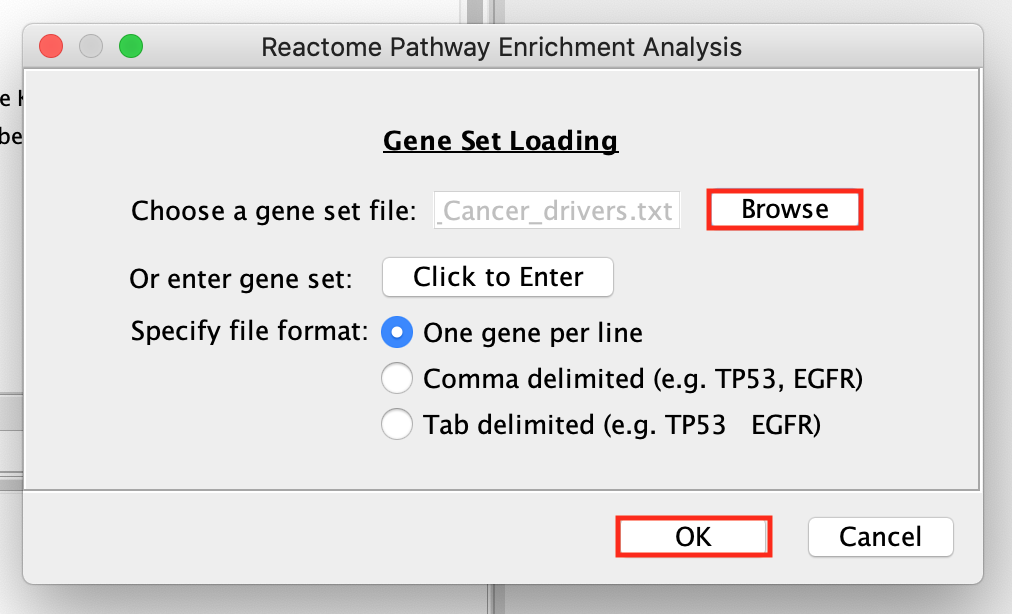 Reactome Pathway Enrichment Analysis
Gene Set Loading
Choose a gene set file: _Cancer_drivers.txt Browse
Or enter gene set: Click to Enter
Specify file format: One gene per line
Comma delimited (e.g. TP53, EGFR)
Tab delimited (e.g. TP53 EGFR)
OK Cancel